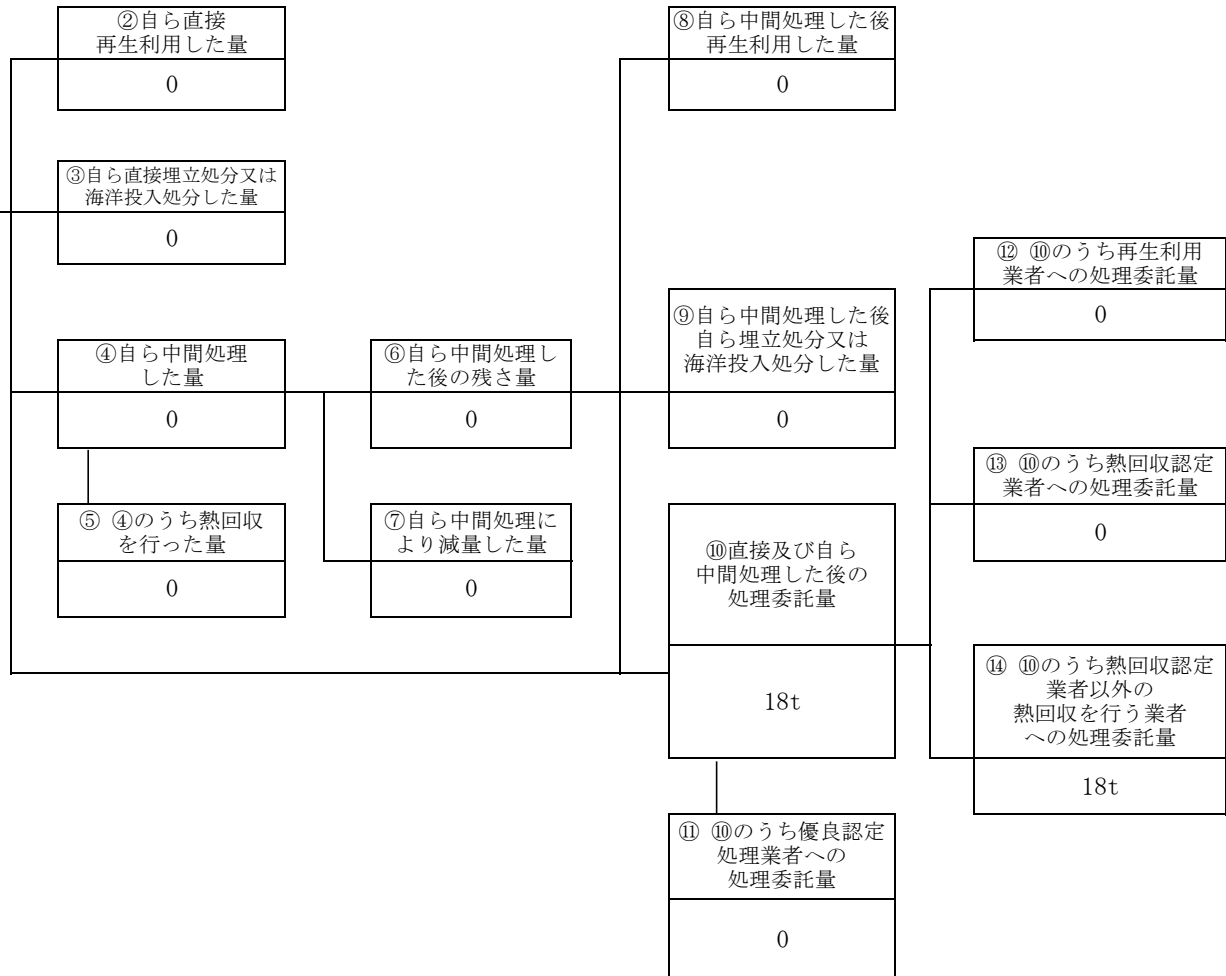 ②自ら直接
再生利用した量
0
③自ら直接埋立処分又は
海洋投入処分した量
0
④自ら中間処理
した量
0
⑤ ④のうち熱回収
を行った量
0
⑥自ら中間処理し
た後の残さ量
0
⑦自ら中間処理に
より減量した量
0
⑧自ら中間処理した後
再生利用した量
0
⑨自ら中間処理した後
自ら埋立処分又は
海洋投入処分した量
0
⑩直接及び自ら
中間処理した後の
処理委託量
18t
⑪ ⑩のうち優良認定
処理業者への
処理委託量
0
⑫ ⑩のうち再生利用
業者への処理委託量
0
⑬ ⑩のうち熱回収認定
業者への処理委託量
0
⑭ ⑩のうち熱回収認定
業者以外の
熱回収を行う業者
への処理委託量
18t